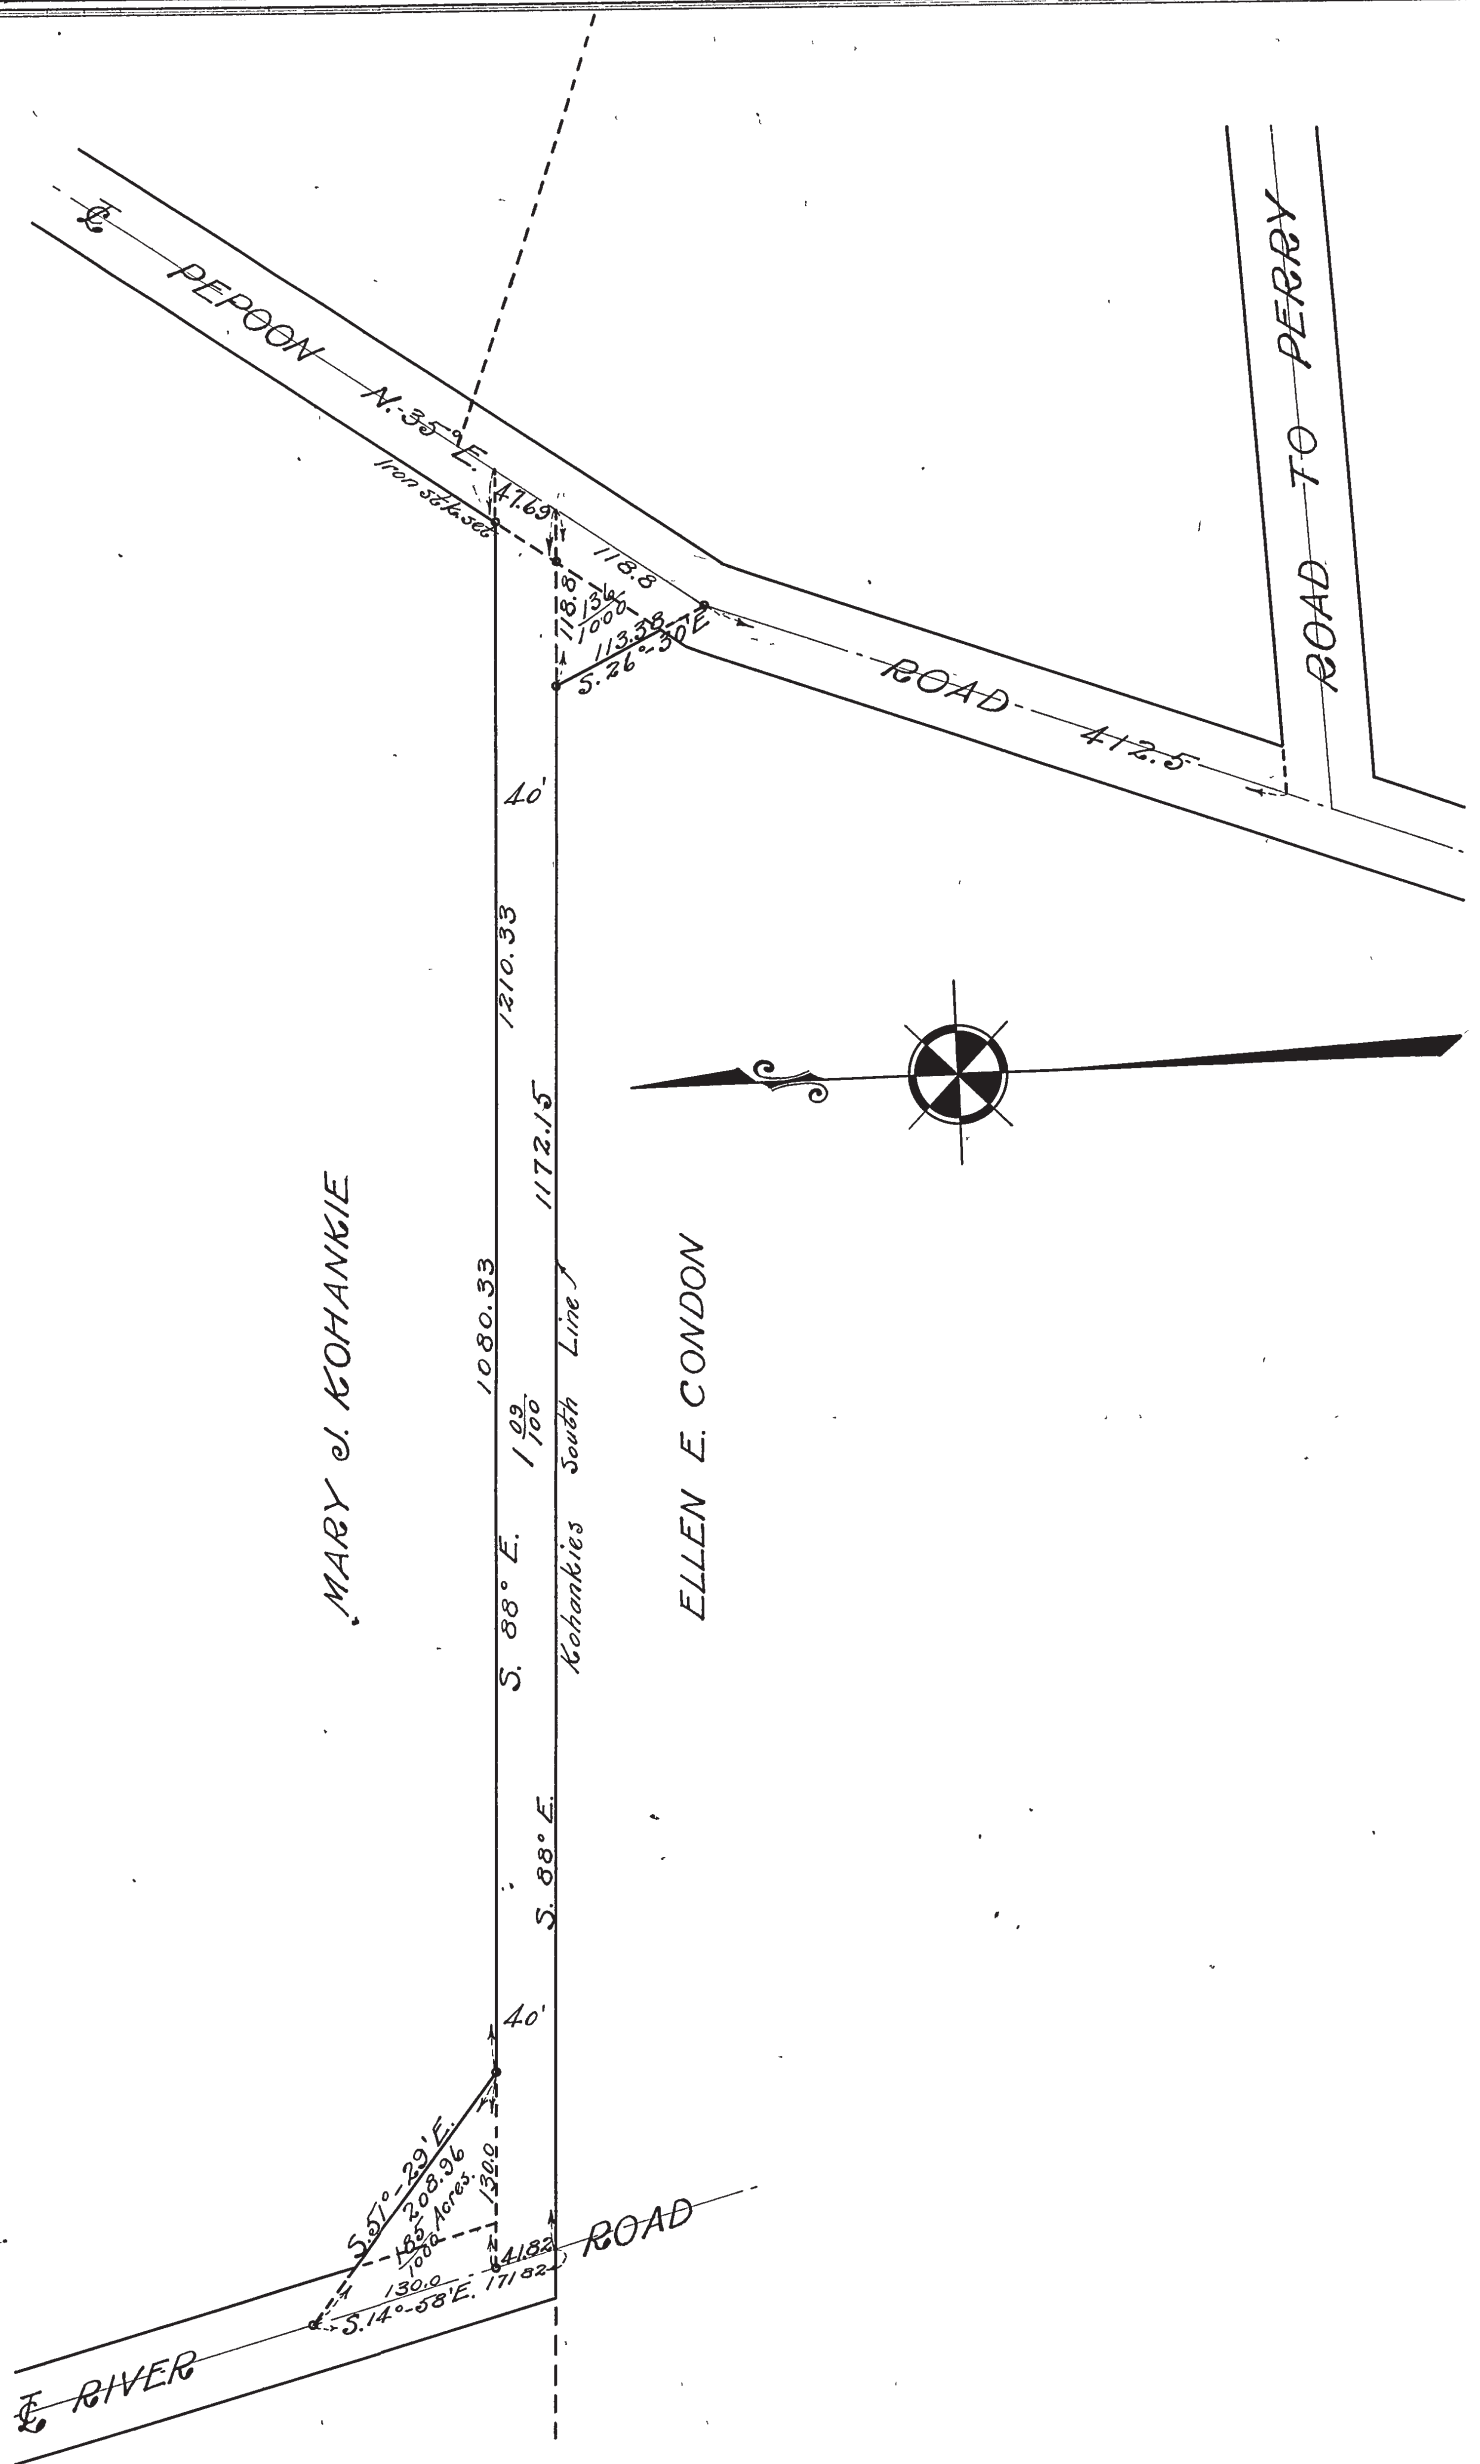 ℄ PEPOON
N. 35° E.
Iron stk. set
47.69
118.8
118.8
136/1000
113.38
S. 26°-30'E
ROAD
412.5
ROAD TO PERRY
40'
1210.33
1172.15
1080.33
1 09/100
Kohankies South Line
MARY J. KOHANKIE
ELLEN E. CONDON
S. 88° E.
S. 88° E.
40'
S. 51°-29'E.
208.96
185/1000 Acres.
130.0
41.82
130.0
171.82
S. 14°-58'E.
ROAD
℄ RIVER